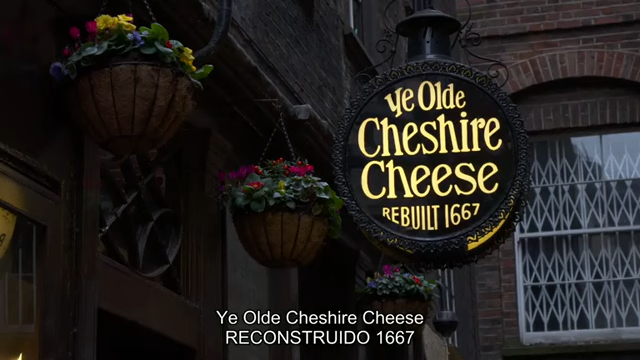 Ye Olde
Cheshire
Cheese
REBUILT 1667
Ye Olde Cheshire Cheese
RECONSTRUIDO 1667